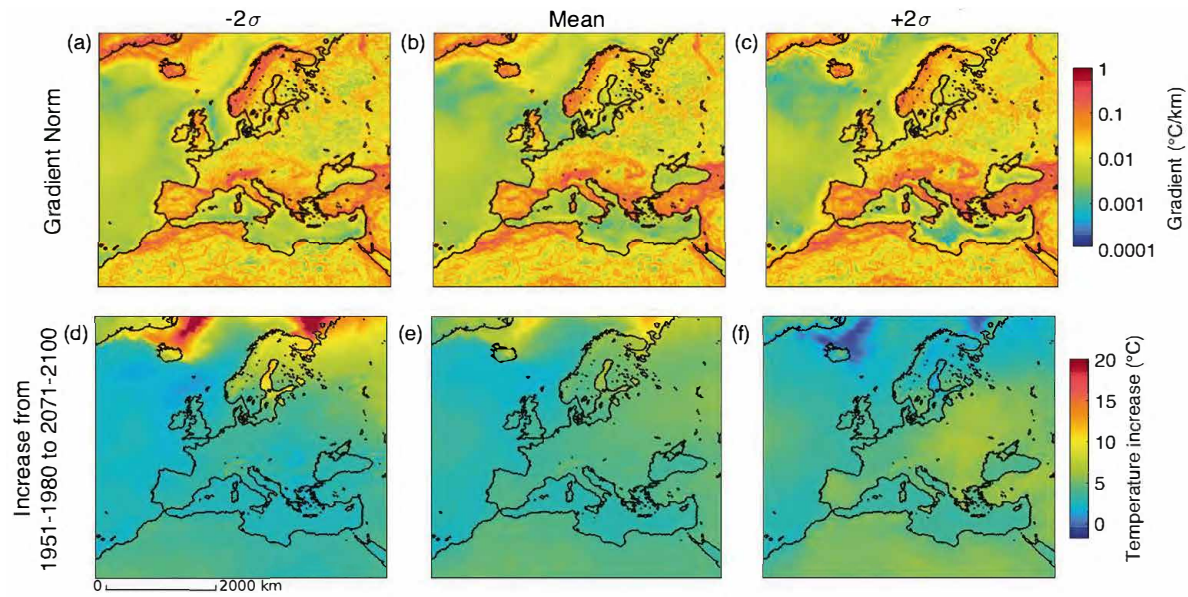 -2σ
Mean
+2σ
(a)
(b)
(c)
Gradient Norm
1
0.1
0.01
0.001
0.0001
Gradient (°C/km)
(d)
(e)
(f)
Increase from
1951-1980 to 2071-2100
20
15
10
5
0
Temperature increase (°C)
0
2000 km